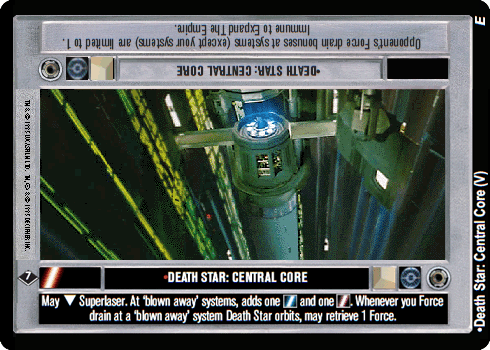 Opponent's Force drain bonuses at systems (except your systems) are limited to 1.
Immune to Expand The Empire.
•DEATH STAR: CENTRAL CORE
•DEATH STAR: CENTRAL CORE
7
May ▼ Superlaser. At 'blown away' systems, adds one and one . Whenever you Force
drain at a 'blown away' system Death Star orbits, may retrieve 1 Force.
•Death Star: Central Core (V)
E